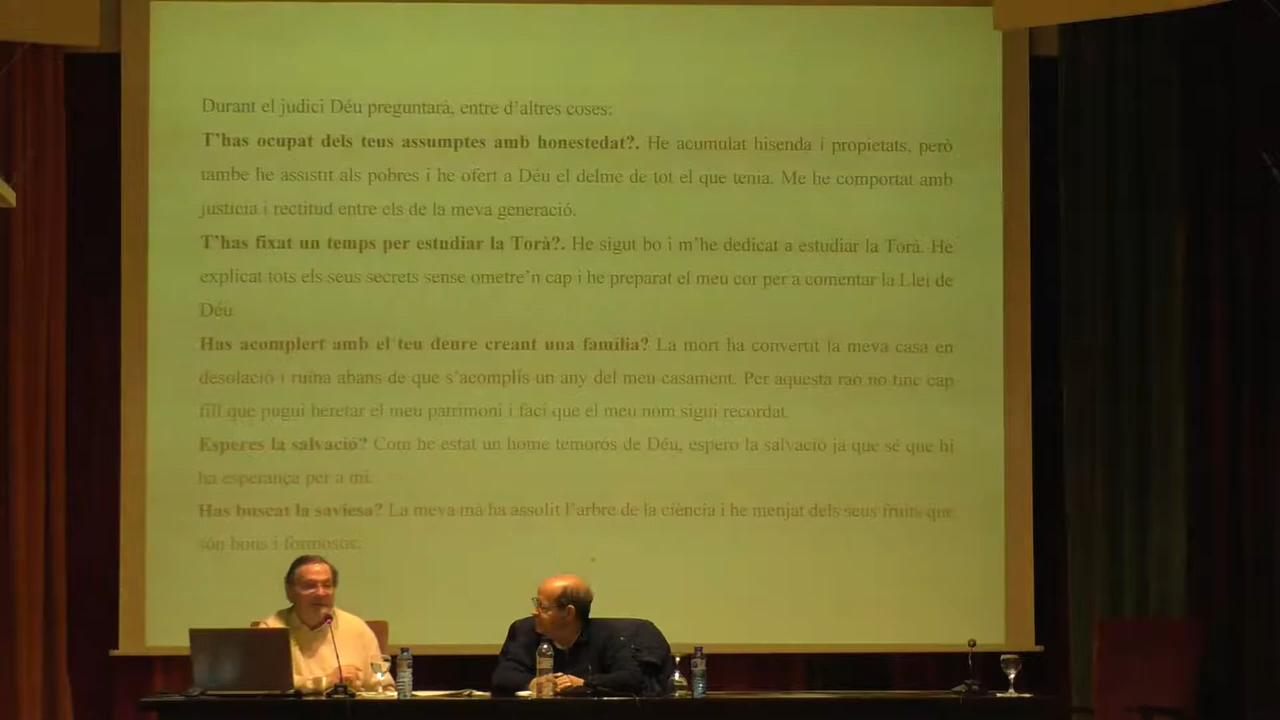 Durant el judici Déu preguntarà, entre d'altres coses:
T'has ocupat dels teus assumptes amb honestedat?. He acumulat hisenda i propietats, però
tambe he assistit als pobres i he ofert a Déu el delme de tot el que tenia. Me he comportat amb
justicia i rectitud entre els de la meva generació.
T'has fixat un temps per estudiar la Torà?. He sigut bo i m'he dedicat a estudiar la Torà. He
explicat tots els seus secrets sense ometre'n cap i he preparat el meu cor per a comentar la Llei de
Déu.
Has acomplert amb el teu deure creant una família? La mort ha convertit la meva casa en
desolació i ruïna abans de que s'acomplís un any del meu casament. Per aquesta rao no tinc cap
fill que pugui heretar el meu patrimoni i faci que el meu nom sigui recordat.
Esperes la salvació? Com he estat un home temorós de Déu, espero la salvació ja que sé que hi
ha esperança per a mi.
Has buscat la saviesa? La meva mà ha assolit l'arbre de la ciència i he menjat dels seus fruits que
són bons i formosos.